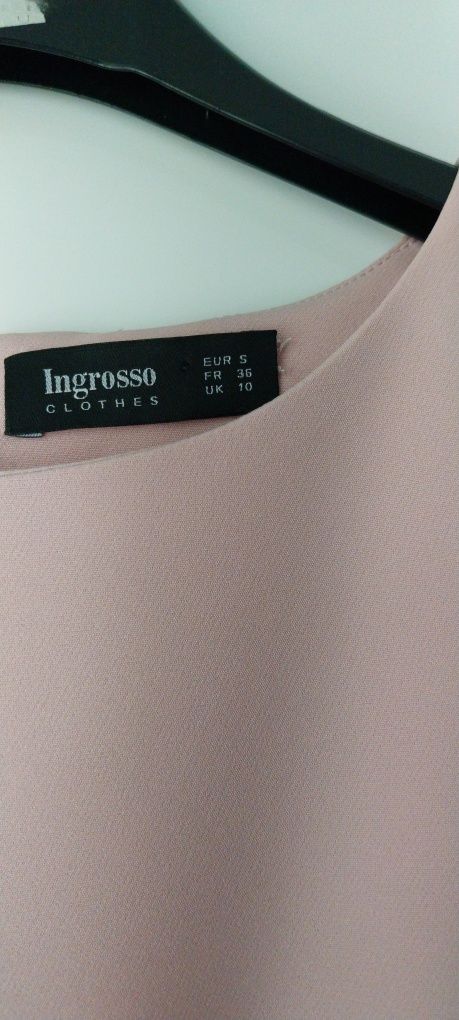 Ingrosso
CLOTHES
EUR S
FR 36
UK 10